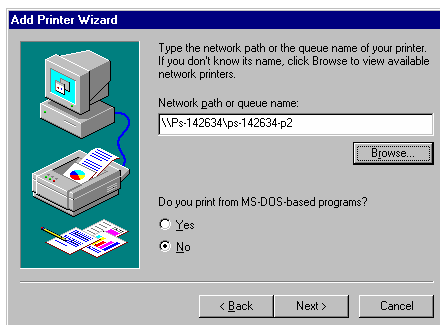 Add Printer Wizard
Type the network path or the queue name of your printer.
If you don't know its name, click Browse to view available
network printers.
Network path or queue name:
\\Ps-142634\ps-142634-p2
Browse...
Do you print from MS-DOS-based programs?
Yes
No
< Back
Next >
Cancel